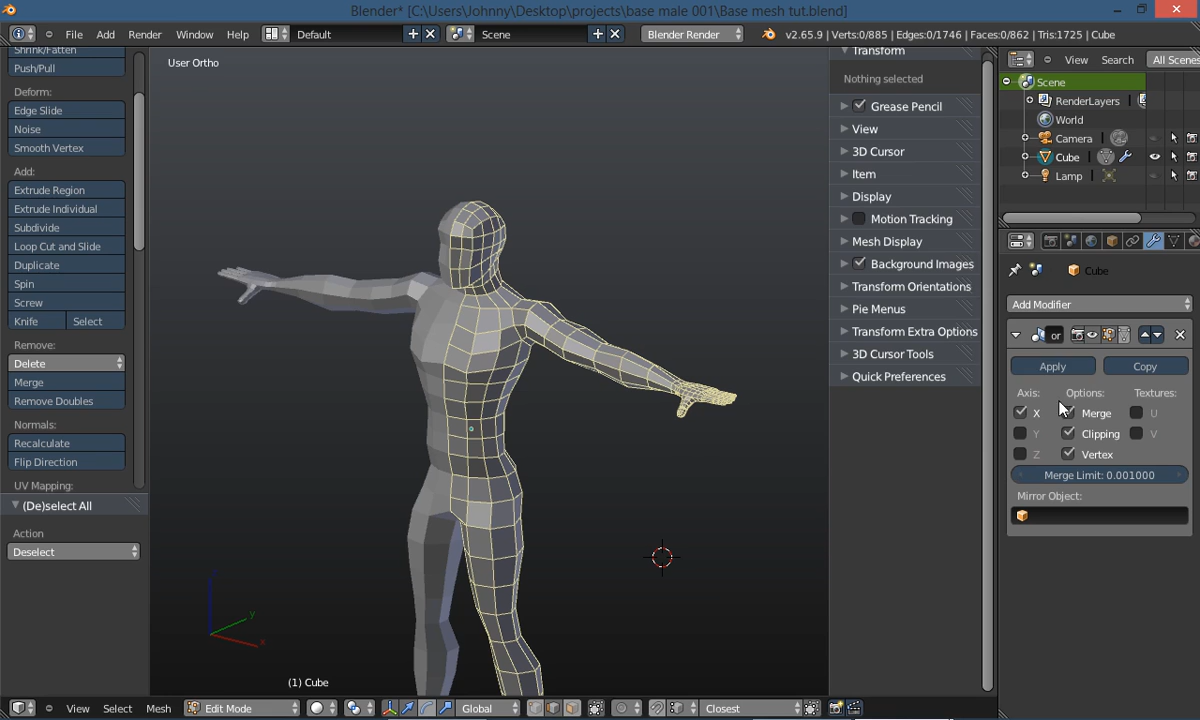 Blender* [C:\Users\Johnny\Desktop\projects\base male 001\Base mesh tut.blend]
File Add Render Window Help Default Scene Blender Render v2.65.9 | Verts:0/885 | Edges:0/1746 | Faces:0/862 | Tris:1725 | Cube
Shrink/Fatten
Push/Pull
Deform:
Edge Slide
Noise
Smooth Vertex
Add:
Extrude Region
Extrude Individual
Subdivide
Loop Cut and Slide
Duplicate
Spin
Screw
Knife Select
Remove:
Delete
Merge
Remove Doubles
Normals:
Recalculate
Flip Direction
UV Mapping:
(De)select All
Action
Deselect
User Ortho
z
y
x
(1) Cube
Transform
Nothing selected
Grease Pencil
View
3D Cursor
Item
Display
Motion Tracking
Mesh Display
Background Images
Transform Orientations
Pie Menus
Transform Extra Options
3D Cursor Tools
Quick Preferences
View Search All Scenes
Scene
RenderLayers
World
Camera
Cube
Lamp
Cube
Add Modifier
or
Apply Copy
Axis: Options: Textures:
X Merge U
Y Clipping V
Z Vertex
Merge Limit: 0.001000
Mirror Object:
View Select Mesh Edit Mode Global Closest